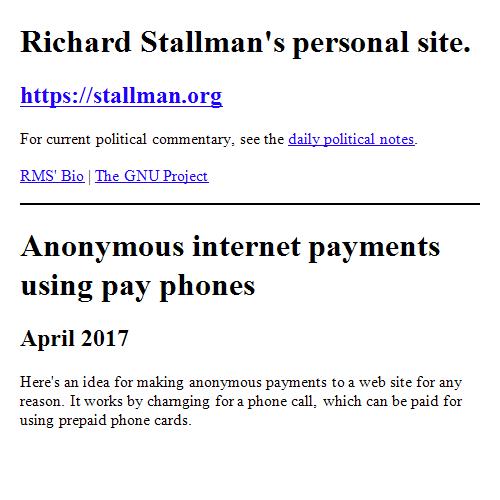 Richard Stallman's personal site.
https://stallman.org
For current political commentary, see the daily political notes.
RMS' Bio | The GNU Project
Anonymous internet payments
using pay phones
April 2017
Here's an idea for making anonymous payments to a web site for any
reason. It works by charnging for a phone call, which can be paid for
using prepaid phone cards.